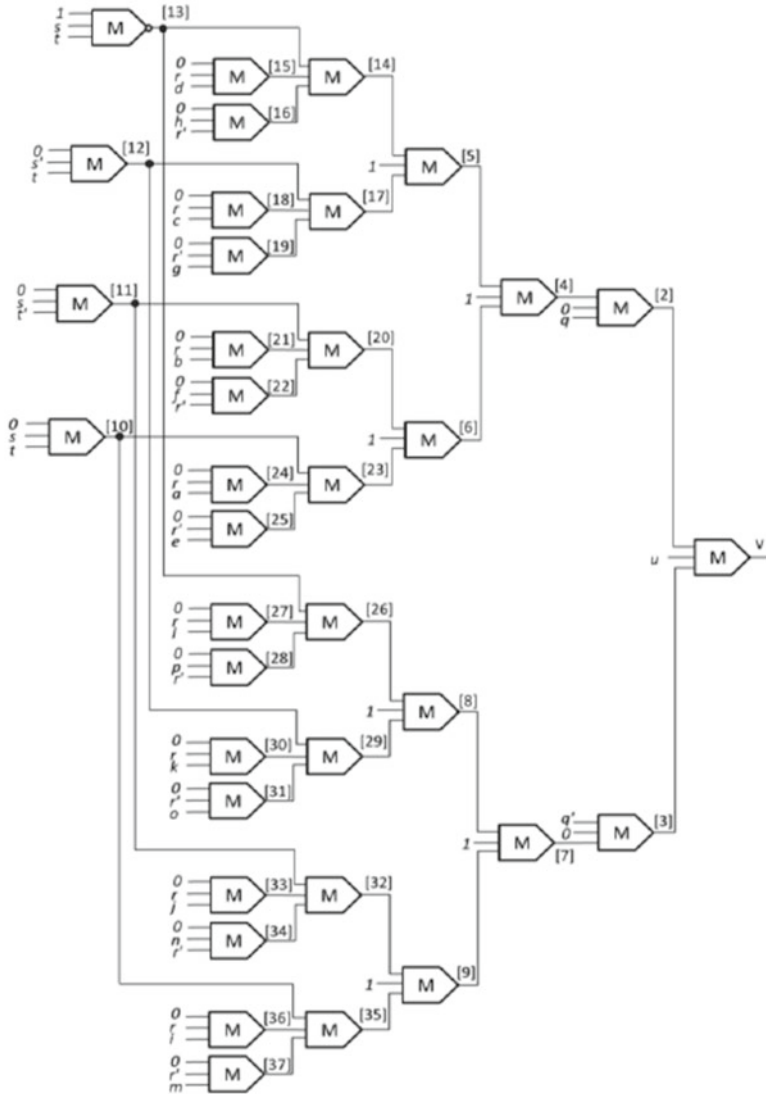 1
s
t
M
[13]
0
r
d
M
[15]
M
[14]
0
h
r'
M
[16]
0
s'
t
M
[12]
M
[5]
1
0
r
c
M
[18]
M
[17]
0
r'
g
M
[19]
0
s
t'
M
[11]
M
[4]
1
M
[2]
0
q
0
r
b
M
[21]
M
[20]
0
f
r'
M
[22]
0
s
t
M
[10]
M
[6]
1
0
r
a
M
[24]
M
[23]
0
r'
e
M
[25]
u
M
v
0
r
l
M
[27]
M
[26]
0
p
r'
M
[28]
M
[8]
1
0
r
k
M
[30]
M
[29]
0
r'
o
M
[31]
1
M
[7]
q'
0
M
[3]
0
r
j
M
[33]
M
[32]
0
n
r'
M
[34]
M
[9]
1
0
r
i
M
[36]
M
[35]
0
r'
m
M
[37]